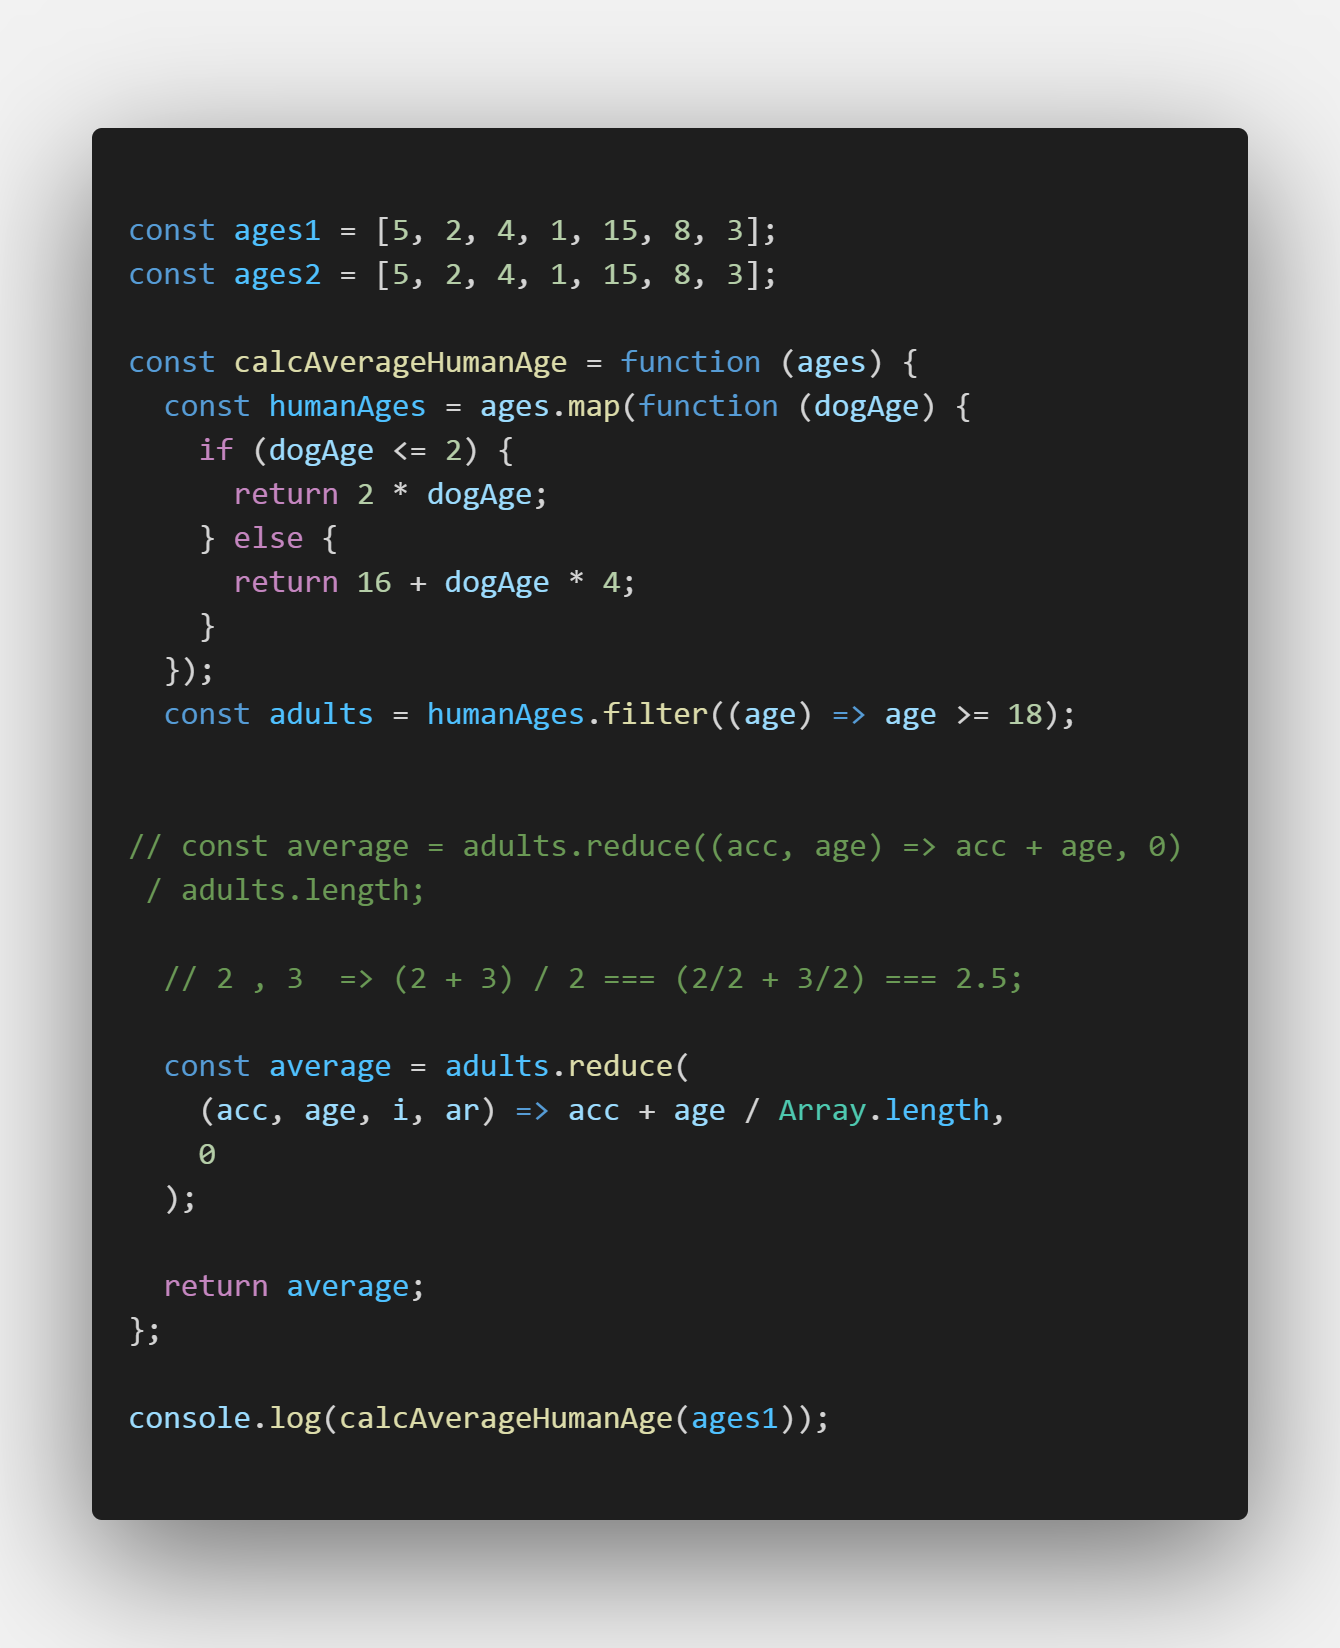 const ages1 = [5, 2, 4, 1, 15, 8, 3];
const ages2 = [5, 2, 4, 1, 15, 8, 3];

const calcAverageHumanAge = function (ages) {
  const humanAges = ages.map(function (dogAge) {
    if (dogAge <= 2) {
      return 2 * dogAge;
    } else {
      return 16 + dogAge * 4;
    }
  });
  const adults = humanAges.filter((age) => age >= 18);


// const average = adults.reduce((acc, age) => acc + age, 0)
 / adults.length;

  // 2 , 3  => (2 + 3) / 2 === (2/2 + 3/2) === 2.5;

  const average = adults.reduce(
    (acc, age, i, ar) => acc + age / Array.length,
    0
  );

  return average;
};

console.log(calcAverageHumanAge(ages1));